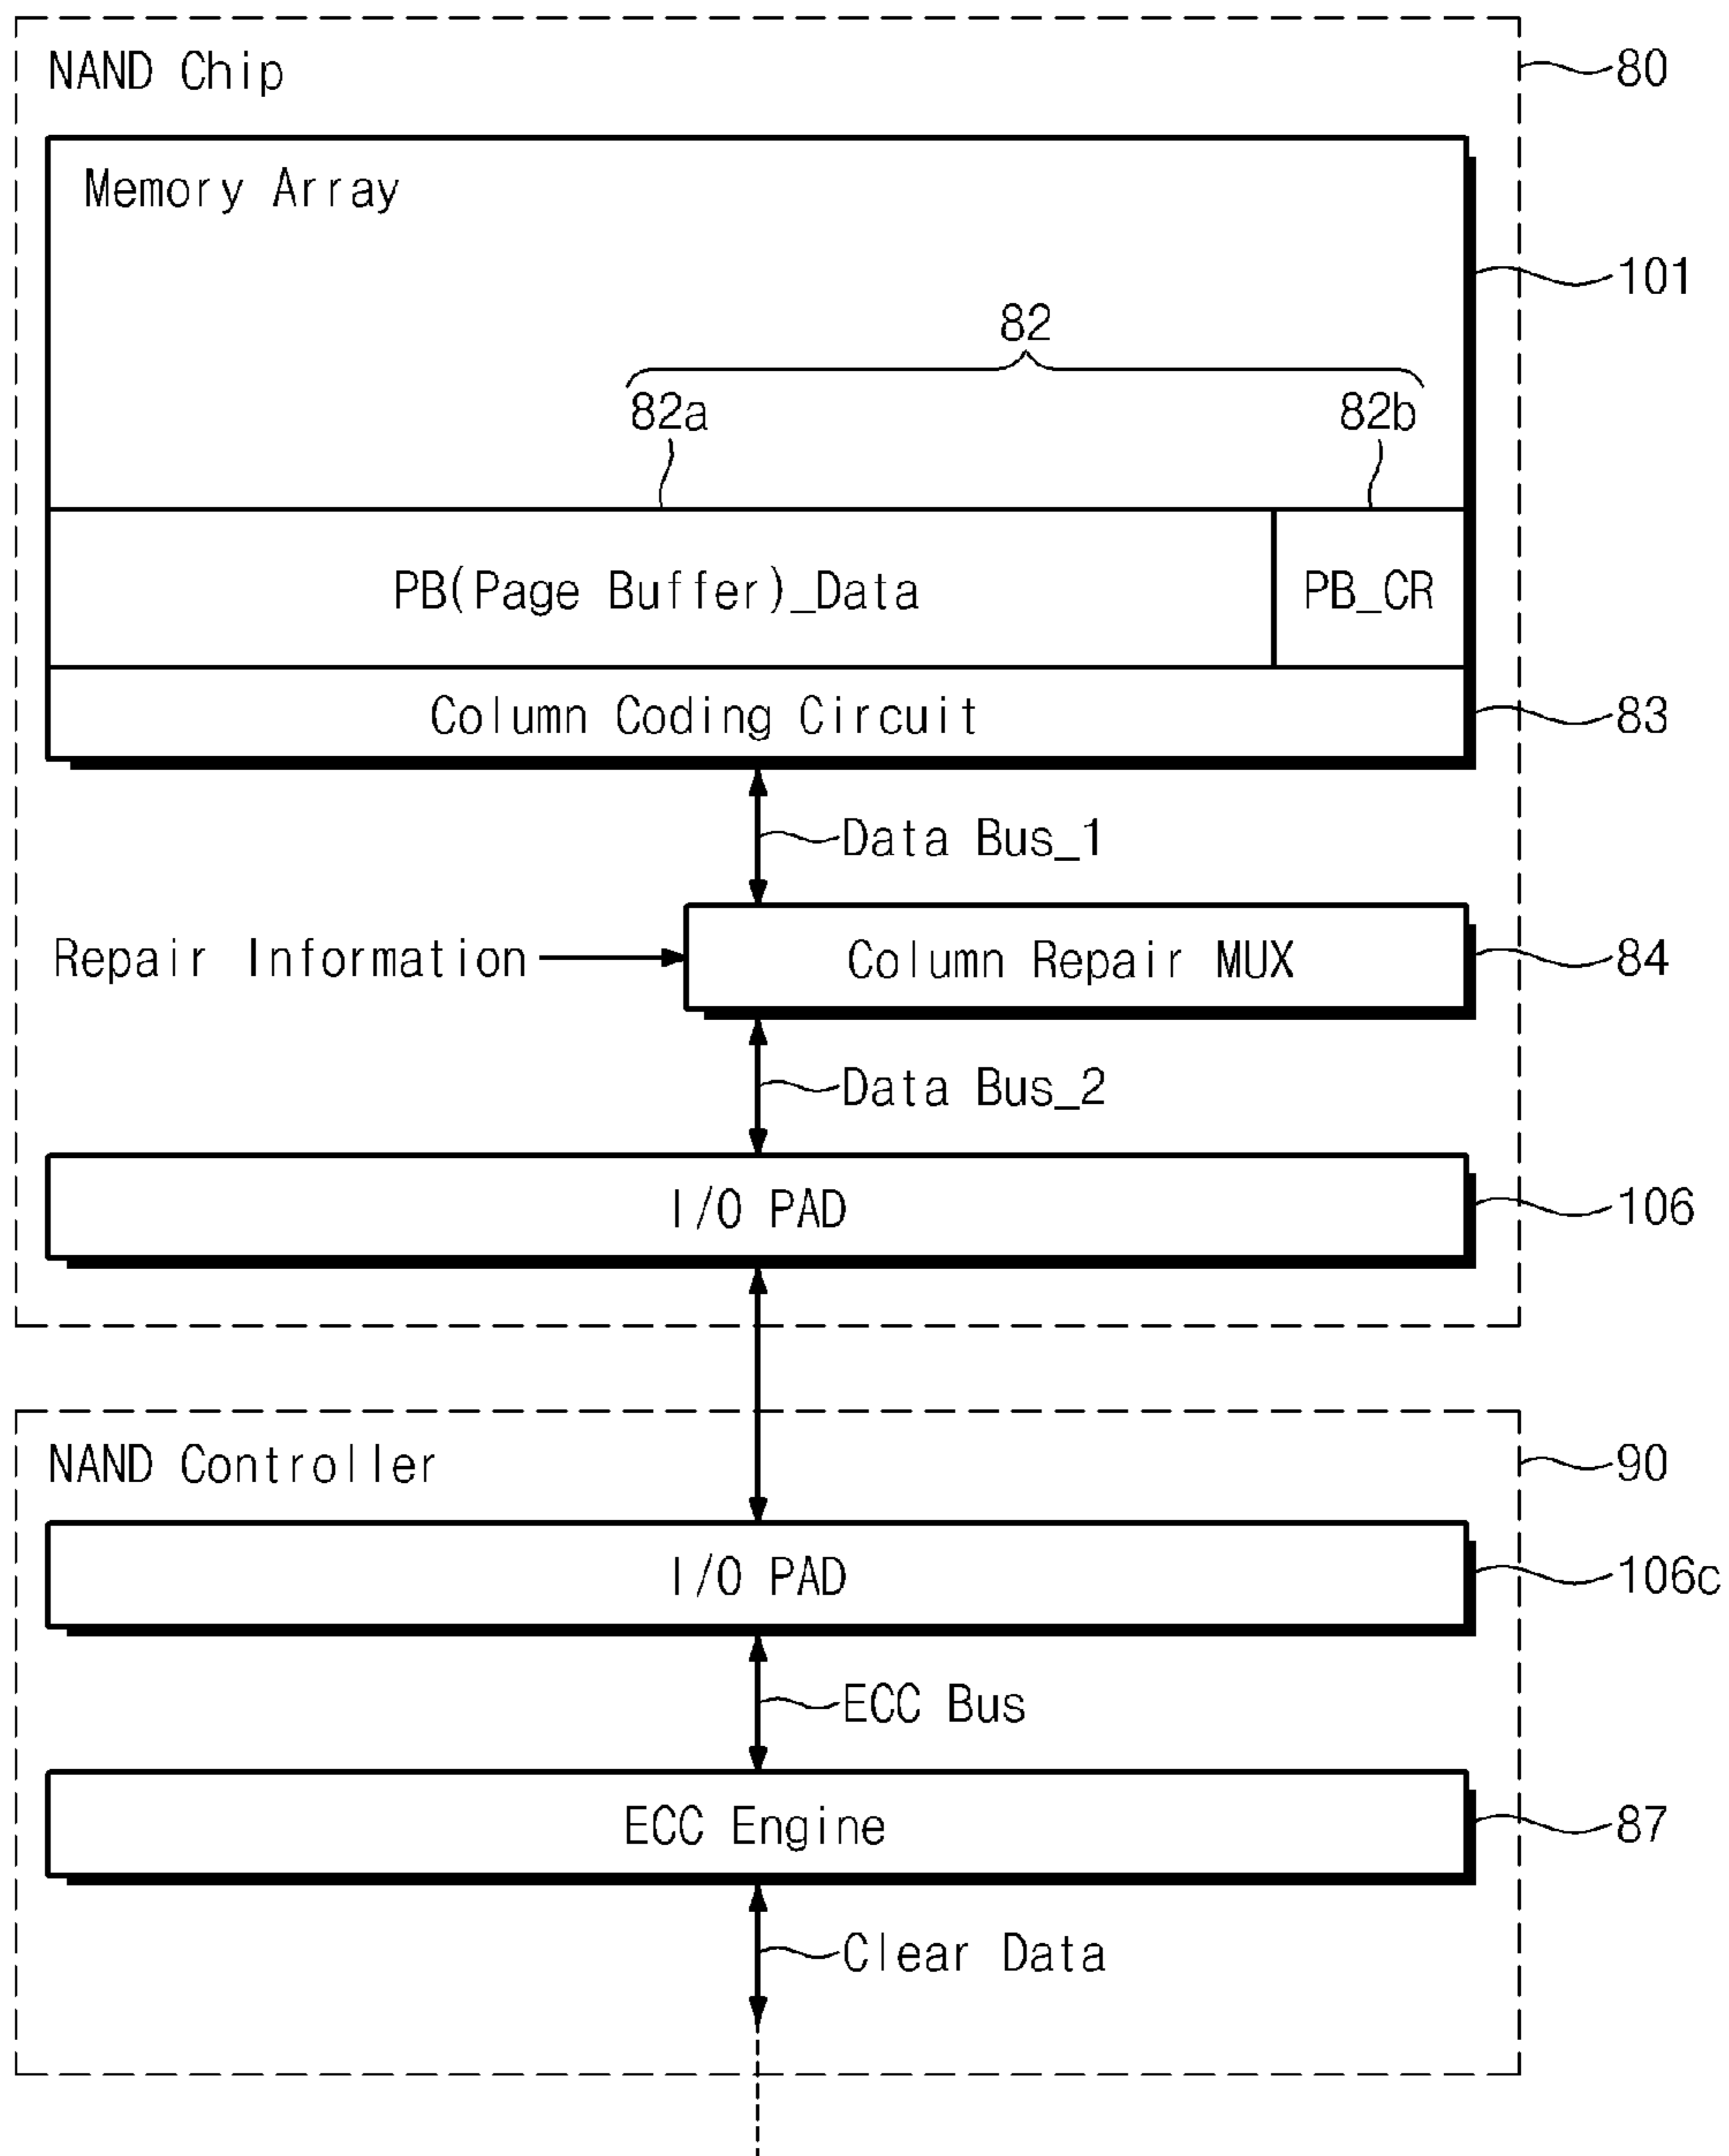 NAND Chip
80
Memory Array
101
82
82a
82b
PB(Page Buffer)_Data
PB_CR
Column Coding Circuit
83
Data Bus_1
Repair Information
Column Repair MUX
84
Data Bus_2
I/O PAD
106
NAND Controller
90
I/O PAD
106c
ECC Bus
ECC Engine
87
Clear Data